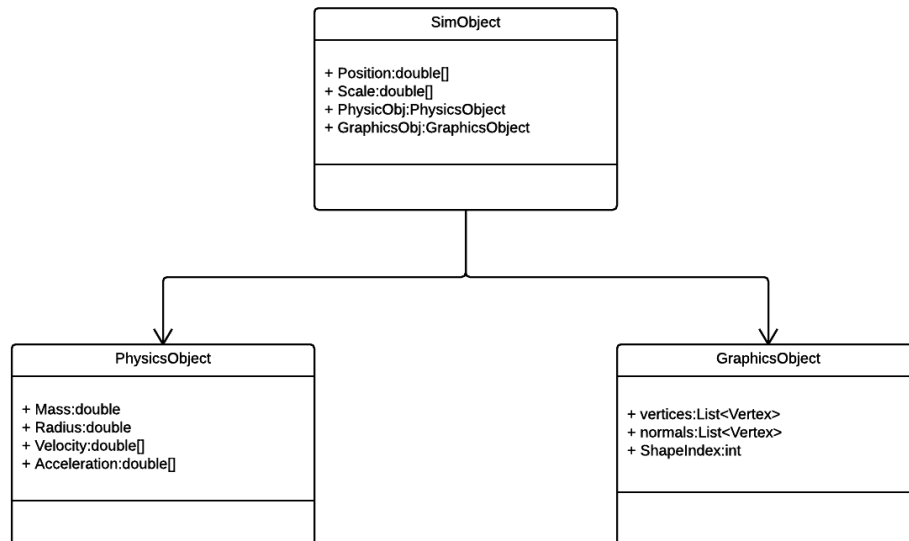 SimObject
+ Position:double[]
+ Scale:double[]
+ PhysicObj:PhysicsObject
+ GraphicsObj:GraphicsObject
PhysicsObject
+ Mass:double
+ Radius:double
+ Velocity:double[]
+ Acceleration:double[]
GraphicsObject
+ vertices:List<Vertex>
+ normals:List<Vertex>
+ ShapeIndex:int